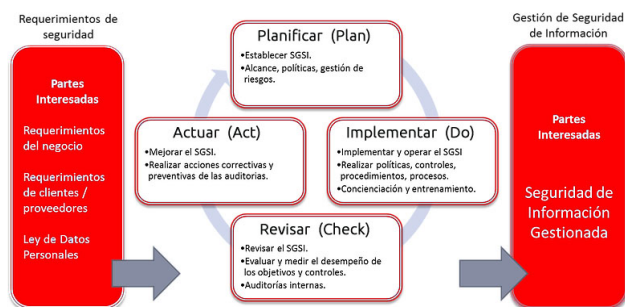 Requerimientos de
seguridad
Partes
Interesadas
Requerimientos
del negocio
Requerimientos
de clientes /
proveedores
Ley de Datos
Personales
Planificar (Plan)
•Establecer SGSI.
•Alcance, políticas, gestión de
riesgos.
Actuar (Act)
•Mejorar el SGSI.
•Realizar acciones correctivas y
preventivas de las auditorias.
Implementar (Do)
•Implementar y operar el SGSI
•Realizar políticas, controles,
procedimientos, procesos.
•Concienciación y entrenamiento.
Revisar (Check)
•Revisar el SGSI.
•Evaluar y medir el desempeño de
los objetivos y controles.
•Auditorías internas.
Gestión de Seguridad
de Información
Partes
Interesadas
Seguridad de
Información
Gestionada